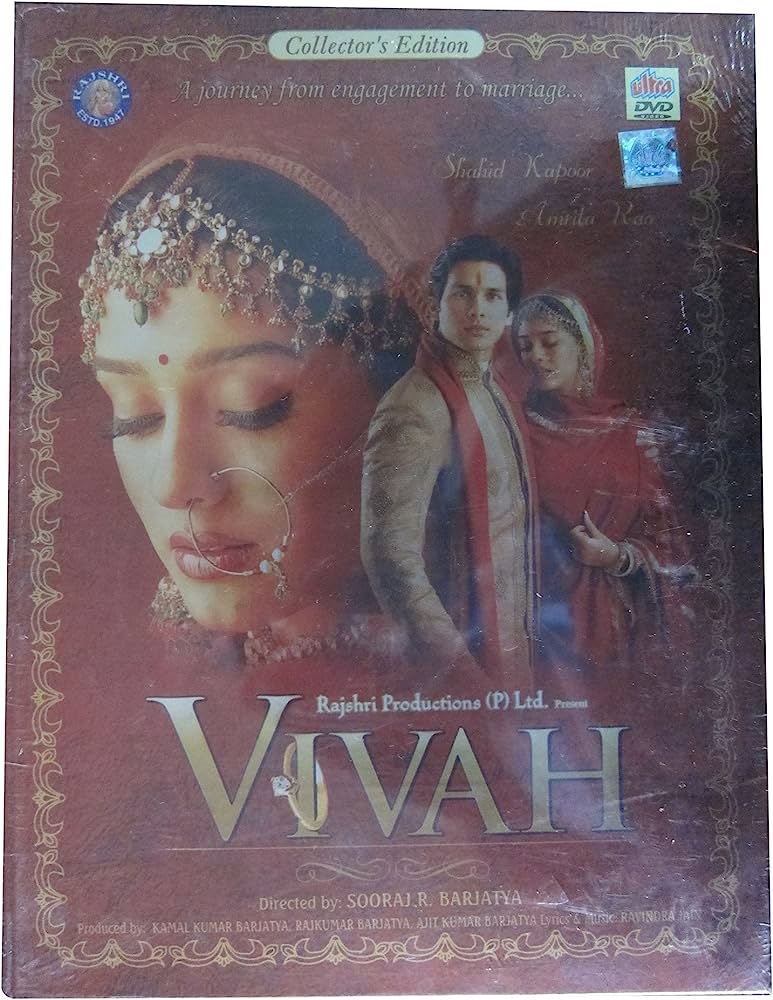 Collector's Edition
RAJSHRI
ESTD. 1947
A journey from engagement to marriage...
ultra
DVD
VIDEO
Shahid Kapoor
Amrita Rao
Rajshri Productions (P) Ltd. Present
VIVAH
Directed by: SOORAJ.R. BARJATYA
Produced by: KAMAL KUMAR BARJATYA, RAJKUMAR BARJATYA, AJIT KUMAR BARJATYA Lyrics & Music: RAVINDRA JAIN